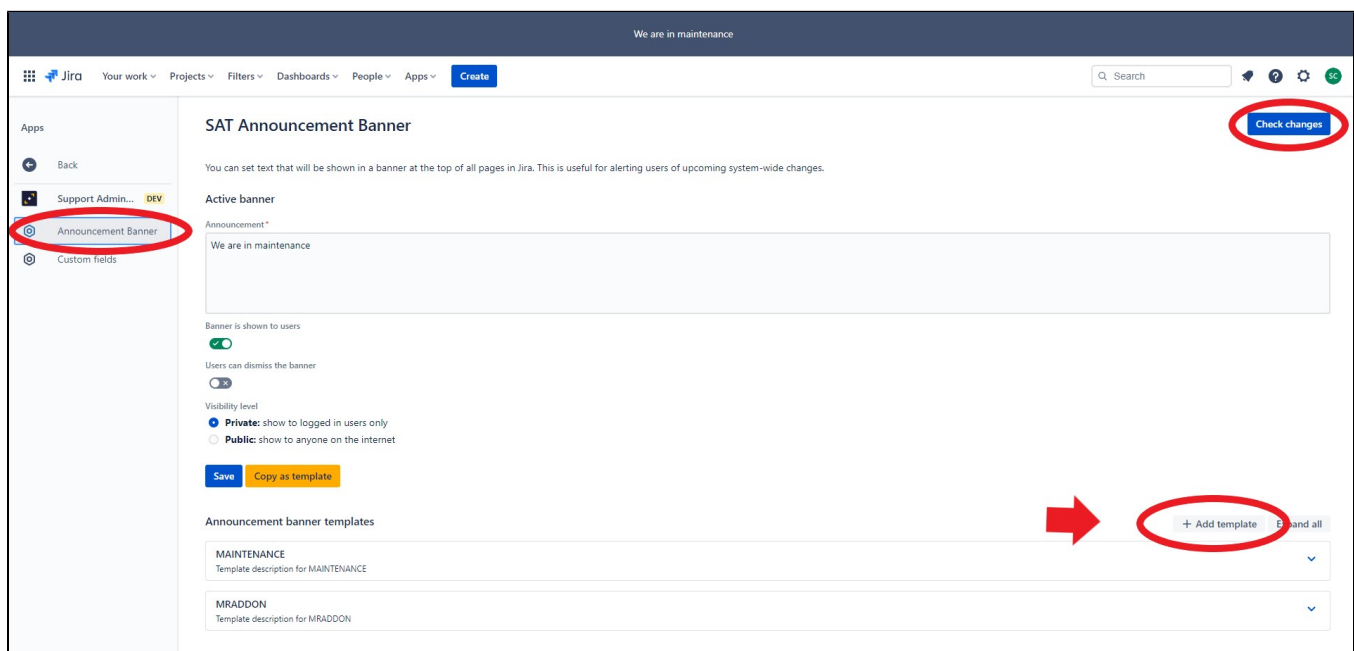 We are in maintenance
Jira Your work Projects Filters Dashboards People Apps Create Search SC
Apps
SAT Announcement Banner
Check changes
Back
You can set text that will be shown in a banner at the top of all pages in Jira. This is useful for alerting users of upcoming system-wide changes.
Support Admin... DEV
Active banner
Announcement Banner
Announcement*
We are in maintenance
Custom fields
Banner is shown to users
Users can dismiss the banner
Visibility level
Private: show to logged in users only
Public: show to anyone on the internet
Save Copy as template
Announcement banner templates
+ Add template Expand all
MAINTENANCE
Template description for MAINTENANCE
MRADDON
Template description for MRADDON